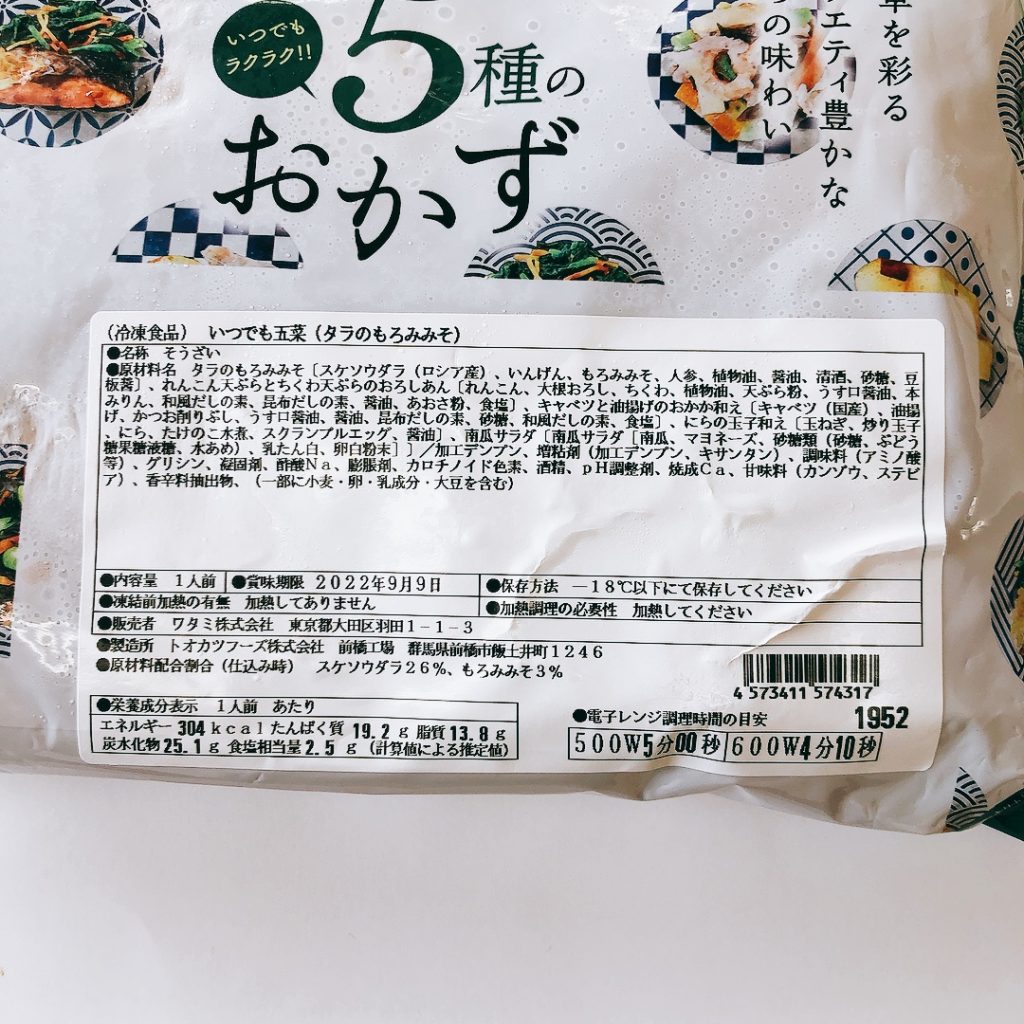 いつでも
ラクラク!!
5種の
おかず
を彩る
エティ豊かな
の味わい
(冷凍食品) いつでも五菜(タラのもろみみそ)
●名称 そうざい
●原材料名 タラのもろみみそ〔スケソウダラ(ロシア産)、いんげん、もろみみそ、人参、植物油、醤油、清酒、砂糖、豆
板醤〕、れんこん天ぷらとちくわ天ぷらのおろしあん〔れんこん、大根おろし、ちくわ、植物油、天ぷら粉、うす口醤油、本
みりん、和風だしの素、昆布だしの素、醤油、あおさ粉、食塩〕、キャベツと油揚げのおかか和え〔キャベツ(国産)、油揚
げ、かつお削りぶし、うす口醤油、醤油、昆布だしの素、砂糖、和風だしの素、食塩〕、にらの玉子和え〔玉ねぎ、炒り玉子
、にら、たけのこ水煮、スクランブルエッグ、醤油〕、南瓜サラダ〔南瓜サラダ[南瓜、マヨネーズ、砂糖類(砂糖、ぶどう
糖果糖液糖、水あめ)、乳たん白、卵白粉末]〕/加工デンプン、増粘剤(加工デンプン、キサンタン)、調味料(アミノ酸
等)、グリシン、凝固剤、酢酸Na、膨脹剤、カロチノイド色素、酒精、pH調整剤、焼成Ca、甘味料(カンゾウ、ステビ
ア)、香辛料抽出物、(一部に小麦・卵・乳成分・大豆を含む)
●内容量 1人前 ●賞味期限 2022年9月9日 ●保存方法 -18℃以下にて保存してください
●凍結前加熱の有無 加熱してありません ●加熱調理の必要性 加熱してください
●販売者 ワタミ株式会社 東京都大田区羽田1-1-3
●製造所 トオカツフーズ株式会社 前橋工場 群馬県前橋市飯土井町1246
●原材料配合割合(仕込み時) スケソウダラ26%、もろみみそ3%
4 573411 574317
●栄養成分表示 1人前 あたり
エネルギー 304 kcal たんぱく質 19.2g 脂質 13.8g
炭水化物 25.1g 食塩相当量 2.5g (計算値による推定値)
●電子レンジ調理時間の目安 1952
500W 5分00秒 600W 4分10秒